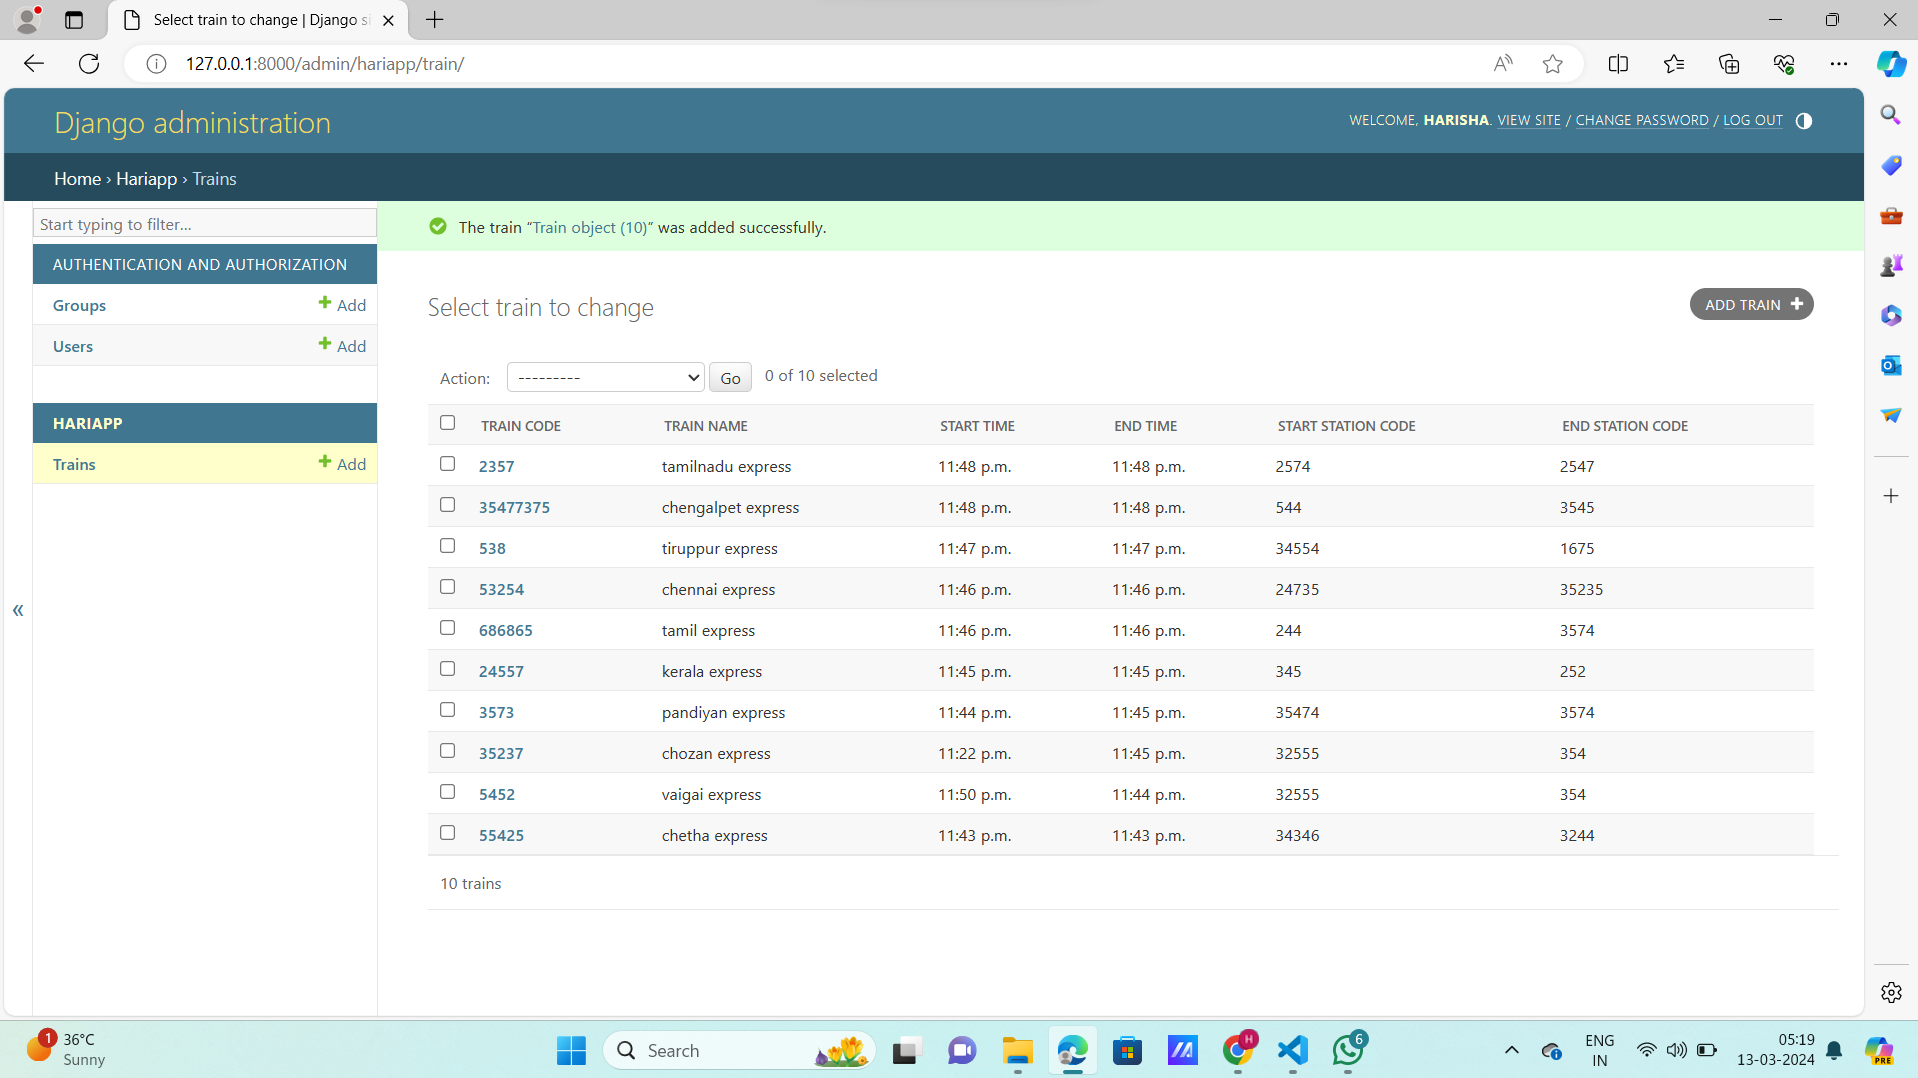 Select train to change | Django si
127.0.0.1:8000/admin/hariapp/train/
Django administration
WELCOME, HARISHA. VIEW SITE / CHANGE PASSWORD / LOG OUT
Home › Hariapp › Trains
Start typing to filter...
The train “Train object (10)” was added successfully.
AUTHENTICATION AND AUTHORIZATION
Groups Add
Users Add
HARIAPP
Trains Add
«
Select train to change
ADD TRAIN
Action: --------- Go 0 of 10 selected
TRAIN CODE TRAIN NAME START TIME END TIME START STATION CODE END STATION CODE
2357 tamilnadu express 11:48 p.m. 11:48 p.m. 2574 2547
35477375 chengalpet express 11:48 p.m. 11:48 p.m. 544 3545
538 tiruppur express 11:47 p.m. 11:47 p.m. 34554 1675
53254 chennai express 11:46 p.m. 11:46 p.m. 24735 35235
686865 tamil express 11:46 p.m. 11:46 p.m. 244 3574
24557 kerala express 11:45 p.m. 11:45 p.m. 345 252
3573 pandiyan express 11:44 p.m. 11:45 p.m. 35474 3574
35237 chozan express 11:22 p.m. 11:45 p.m. 32555 354
5452 vaigai express 11:50 p.m. 11:44 p.m. 32555 354
55425 chetha express 11:43 p.m. 11:43 p.m. 34346 3244
10 trains
1 36°C
Sunny
Search
H
6
ENG
IN
05:19
13-03-2024
PRE